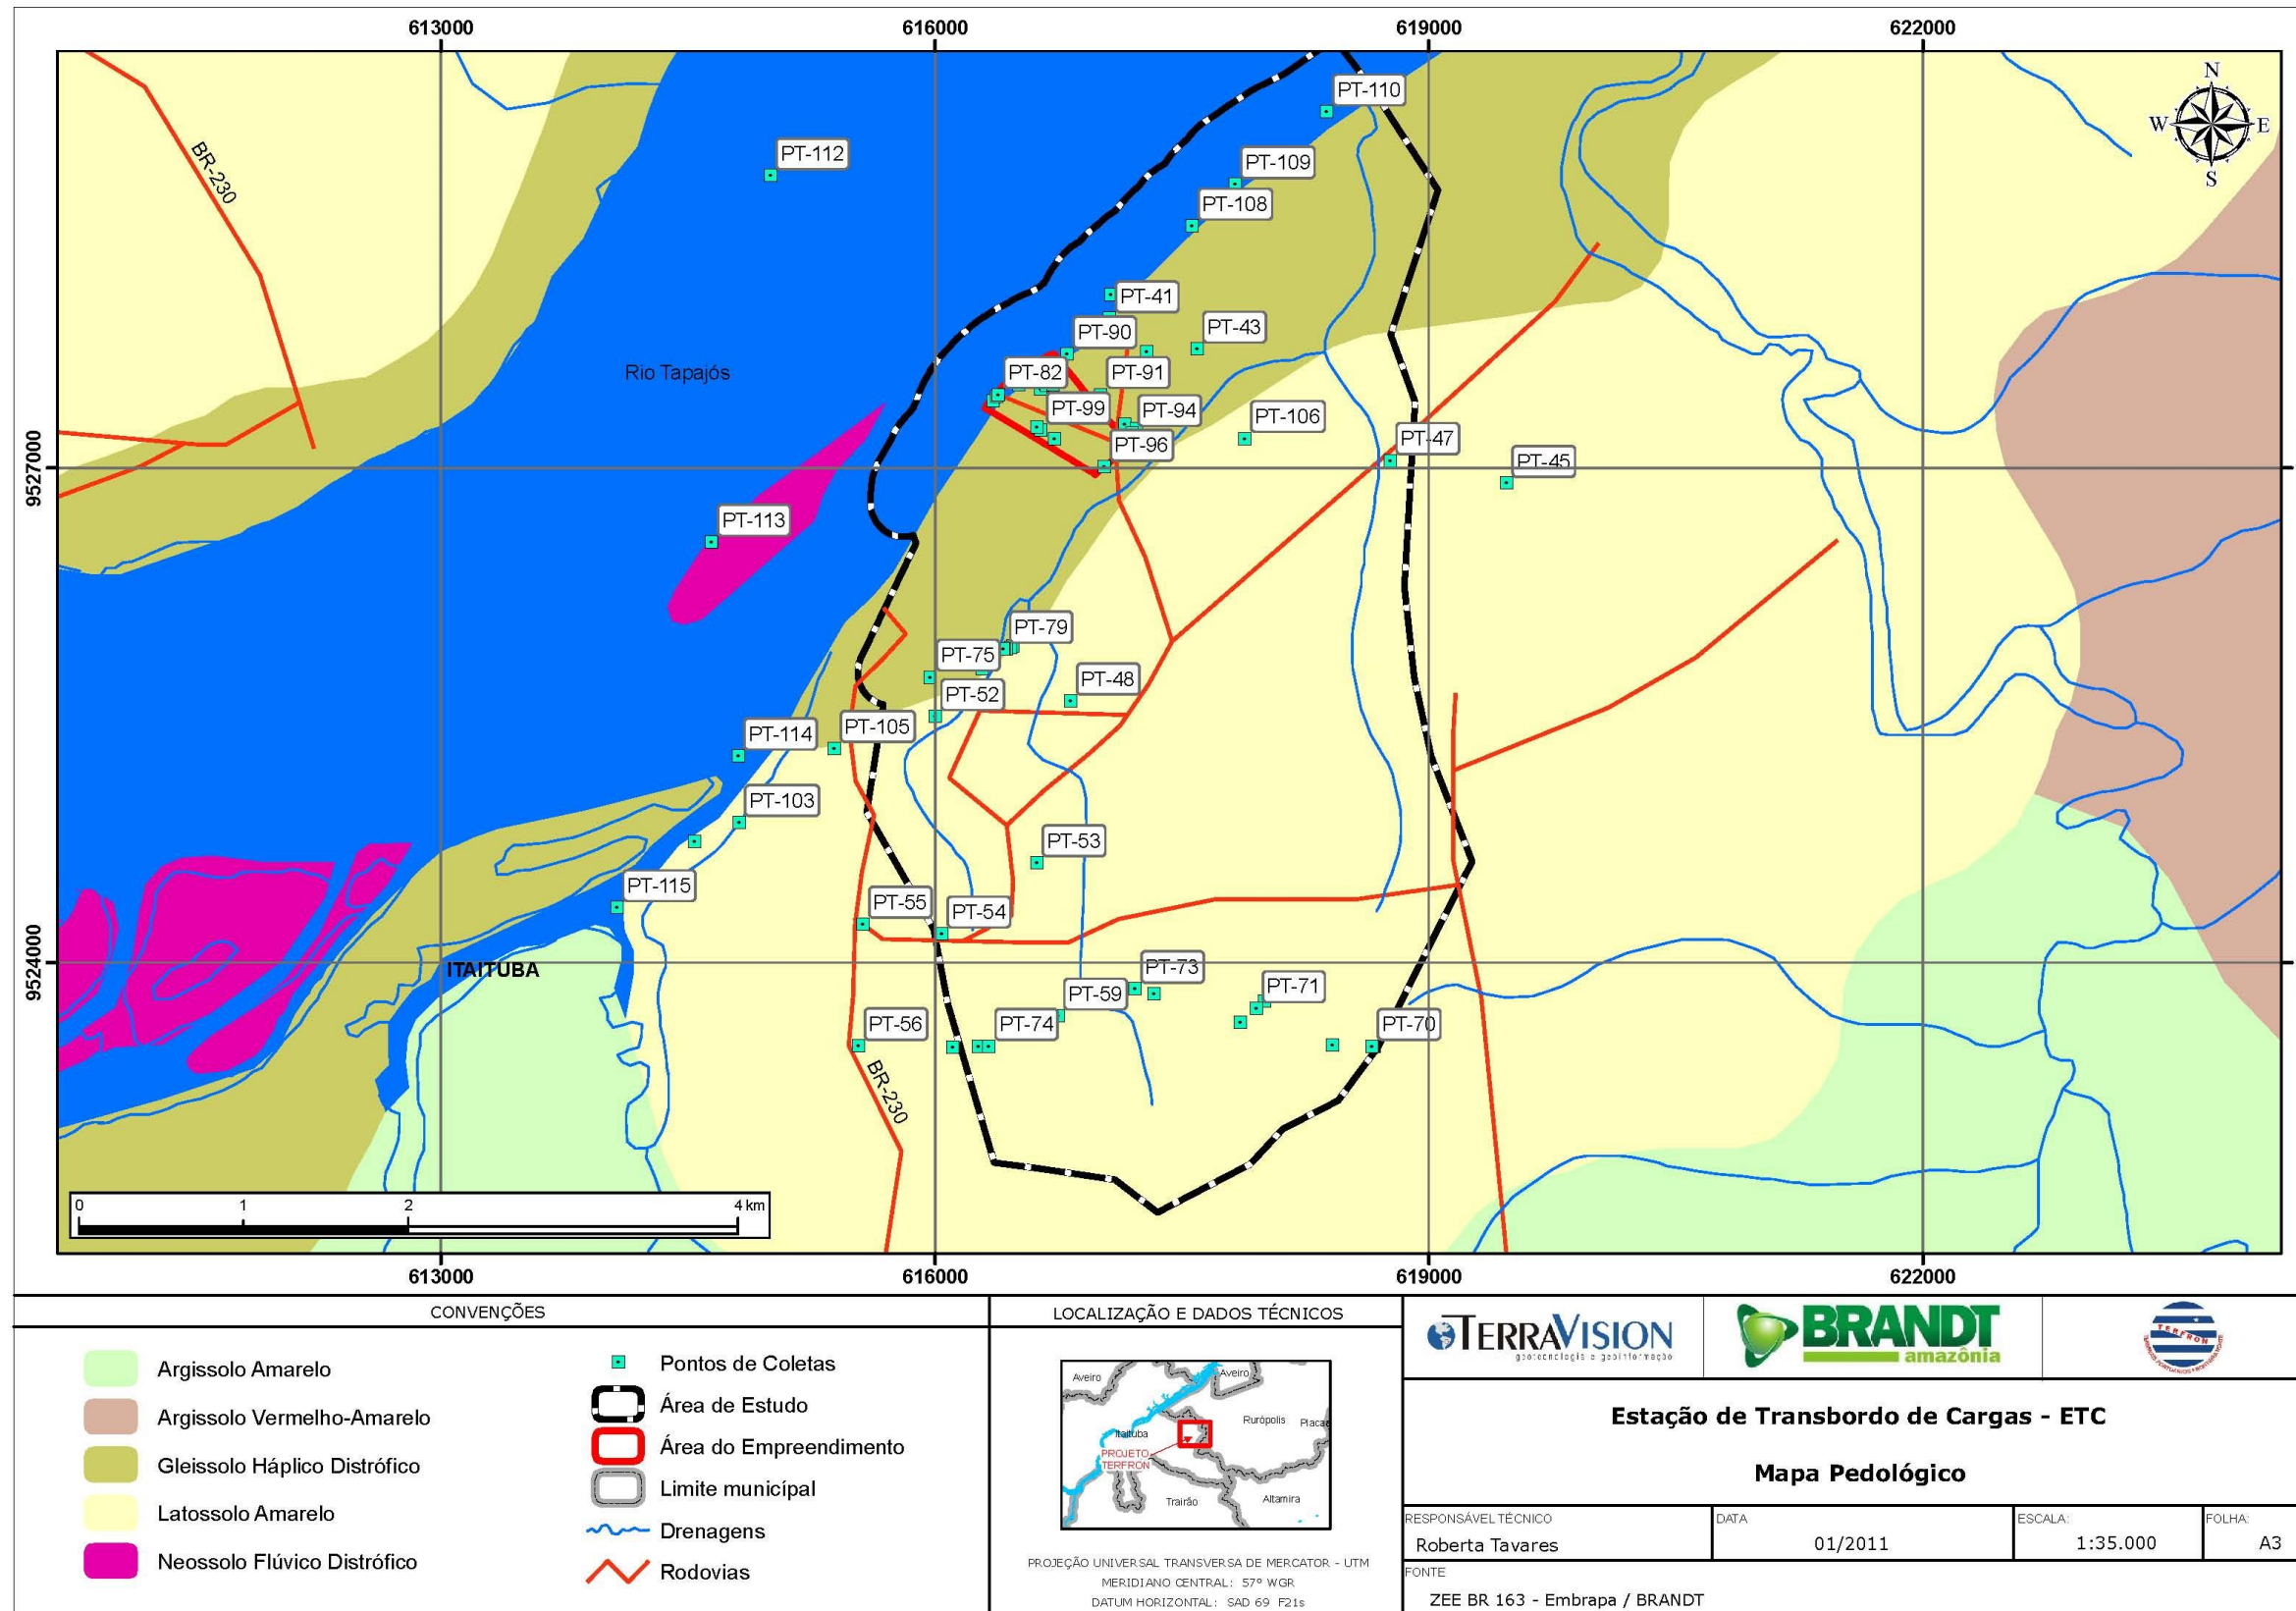 613000
616000
619000
622000
N
W
E
S
BR-230
PT-110
PT-112
PT-109
PT-108
PT-41
PT-90
PT-43
Rio Tapajós
PT-82
PT-91
PT-99
PT-94
PT-106
PT-96
PT-47
PT-45
9527000
PT-113
PT-79
PT-75
PT-48
PT-52
PT-105
PT-114
PT-103
PT-53
PT-115
PT-55
PT-54
9524000
ITAITUBA
PT-73
PT-59
PT-71
PT-56
PT-74
PT-70
BR-230
0 1 2 4 km
613000
616000
619000
622000
CONVENÇÕES
Argissolo Amarelo
Argissolo Vermelho-Amarelo
Gleissolo Háplico Distrófico
Latossolo Amarelo
Neossolo Flúvico Distrófico
Pontos de Coletas
Área de Estudo
Área do Empreendimento
Limite municípal
Drenagens
Rodovias
LOCALIZAÇÃO E DADOS TÉCNICOS
Aveiro
Aveiro
Rurópolis
Placas
Itaituba
PROJETO
TERFRON
Trairão
Altamira
PROJEÇÃO UNIVERSAL TRANSVERSA DE MERCATOR - UTM
MERIDIANO CENTRAL: 57º WGR
DATUM HORIZONTAL: SAD 69 F21s
TERRAVISION
geotecnologia e geoinformação
BRANDT
amazônia
TERFRON
Estação de Transbordo de Cargas - ETC
Mapa Pedológico
RESPONSÁVEL TÉCNICO
Roberta Tavares
DATA
01/2011
ESCALA:
1:35.000
FOLHA:
A3
FONTE
ZEE BR 163 - Embrapa / BRANDT